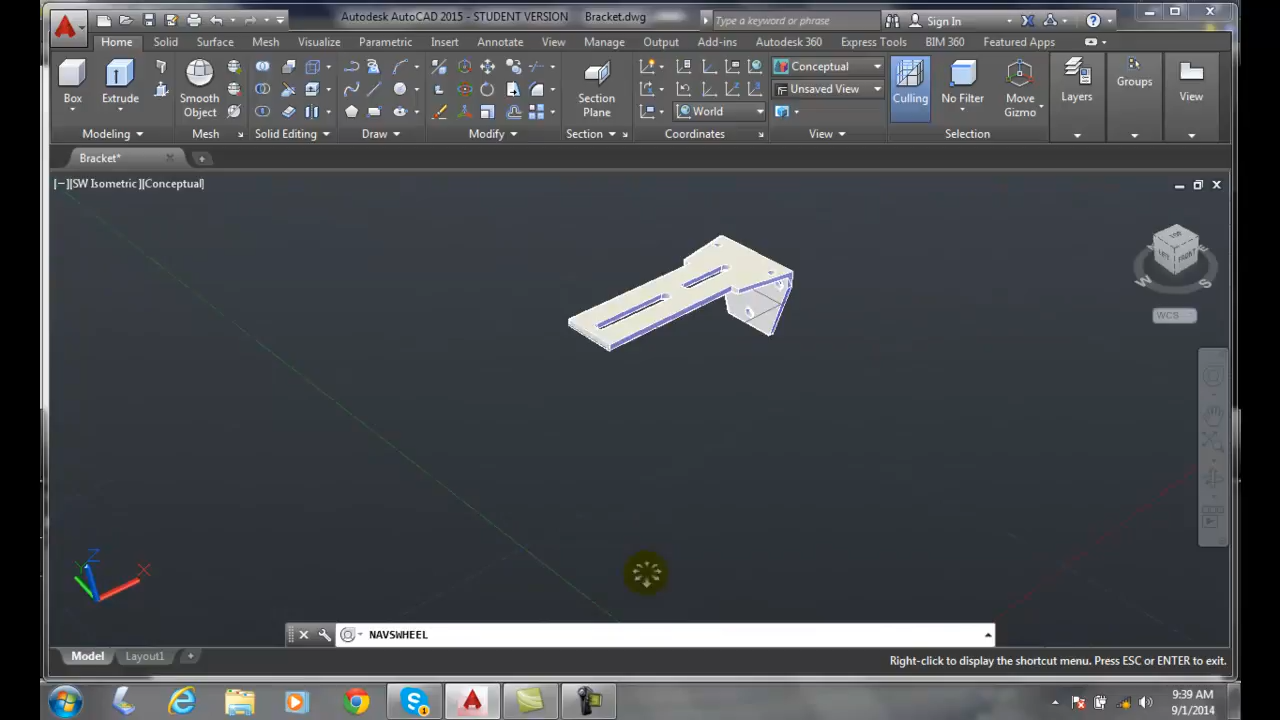 Autodesk AutoCAD 2015 - STUDENT VERSION Bracket.dwg
Type a keyword or phrase
Sign In
Home Solid Surface Mesh Visualize Parametric Insert Annotate View Manage Output Add-ins Autodesk 360 Express Tools BIM 360 Featured Apps
Box
Extrude
Smooth
Object
Section
Plane
Conceptual
Unsaved View
World
Culling
No Filter
Move
Gizmo
Layers
Groups
View
Modeling
Mesh
Solid Editing
Draw
Modify
Section
Coordinates
View
Selection
Bracket*
[−][SW Isometric][Conceptual]
TOP
LEFT
FRONT
W
S
WCS
Z
Y
X
NAVSWHEEL
Model
Layout1
Right-click to display the shortcut menu. Press ESC or ENTER to exit.
9:39 AM
9/1/2014